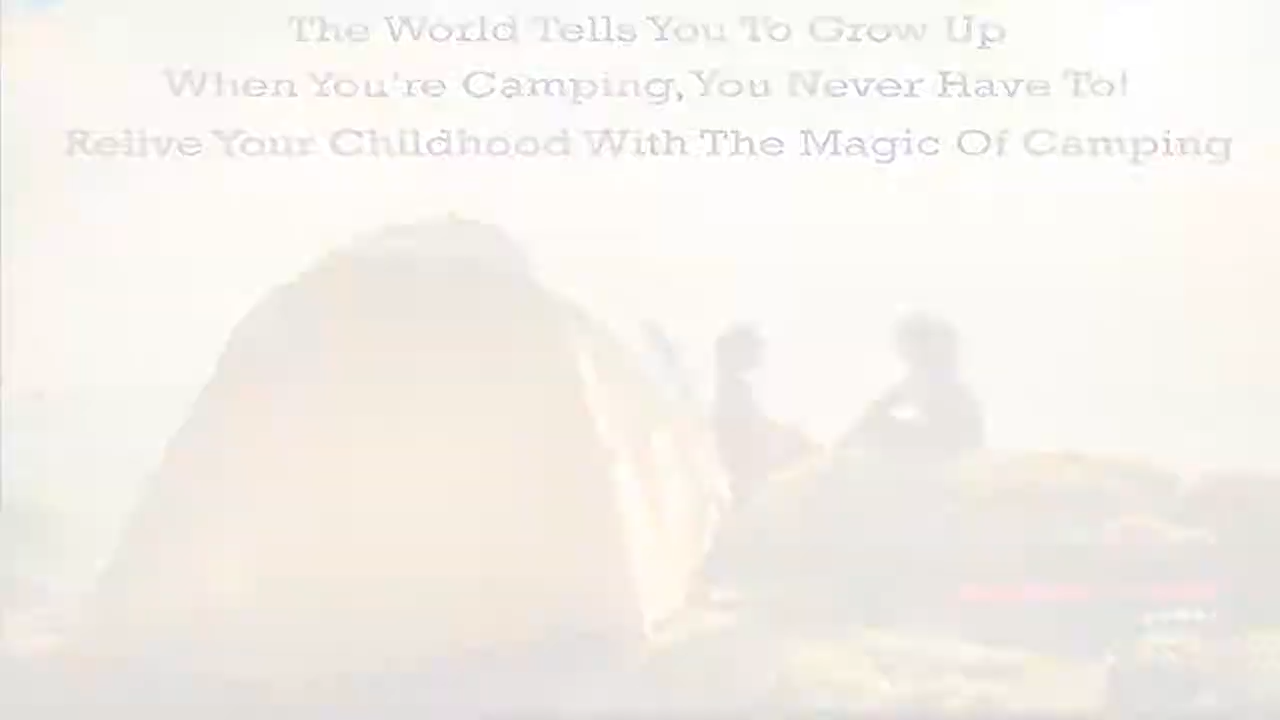 The World Tells You To Grow Up
When You're Camping, You Never Have To!
Relive Your Childhood With The Magic Of Camping